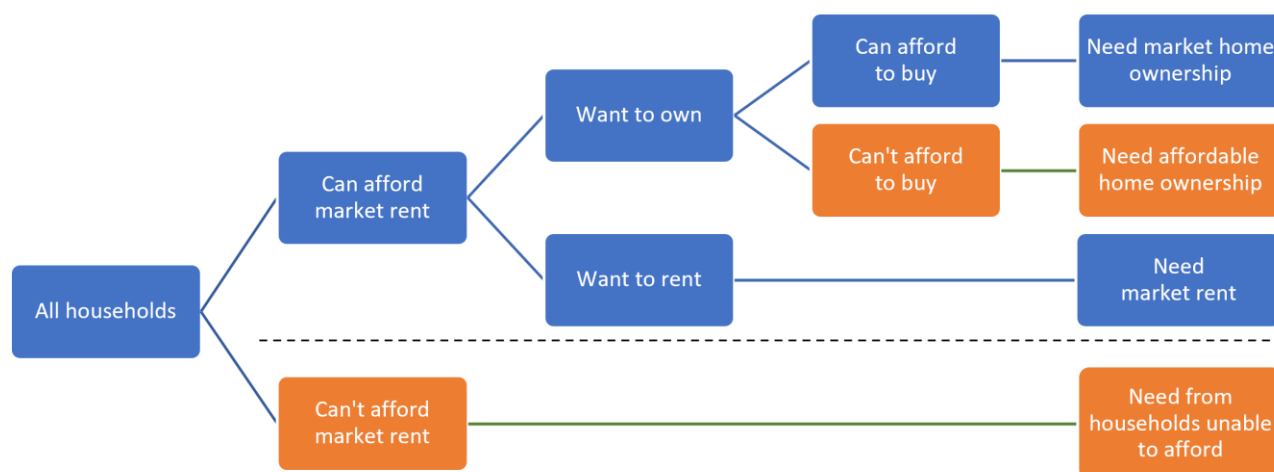 Can afford
to buy
Need market home
ownership
Want to own
Can't afford
to buy
Need affordable
home ownership
Can afford
market rent
Want to rent
Need
market rent
All households
Can't afford
market rent
Need from
households unable
to afford